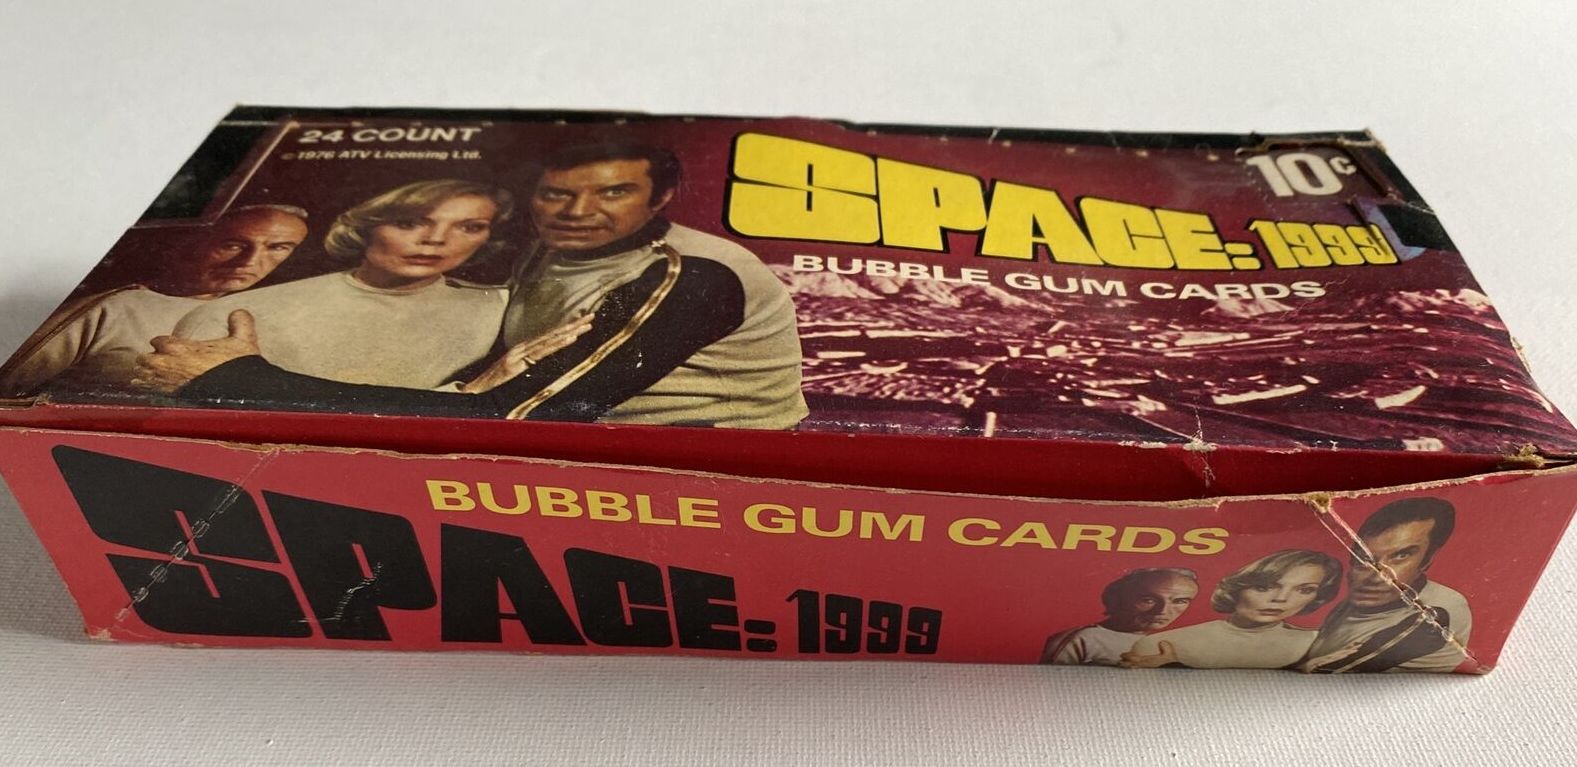 24 COUNT
©1976 ATV Licensing Ltd.
SPACE: 1999
10¢
BUBBLE GUM CARDS
BUBBLE GUM CARDS
SPACE: 1999